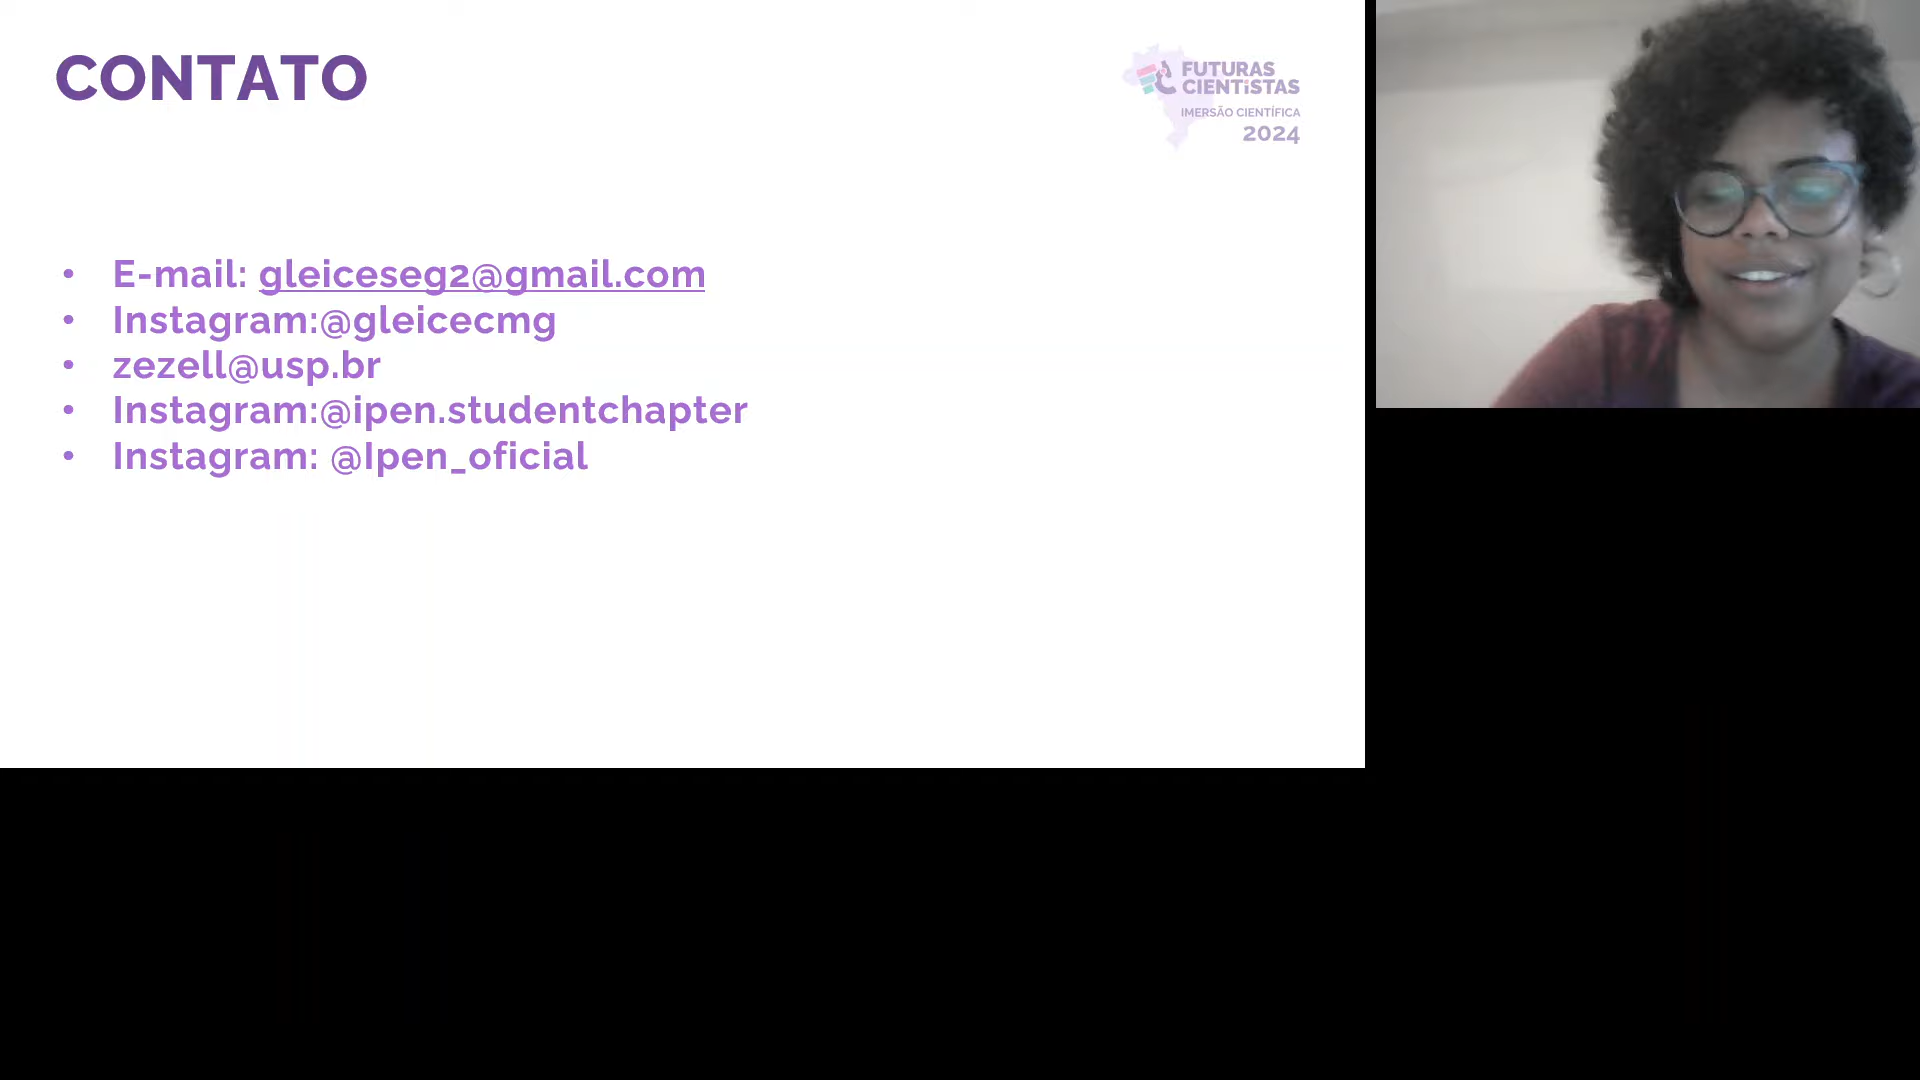 CONTATO
FUTURAS
CIENTiSTAS
IMERSÃO CIENTÍFICA
2024
• E-mail: gleiceseg2@gmail.com
• Instagram:@gleicecmg
• zezell@usp.br
• Instagram:@ipen.studentchapter
• Instagram: @Ipen_oficial